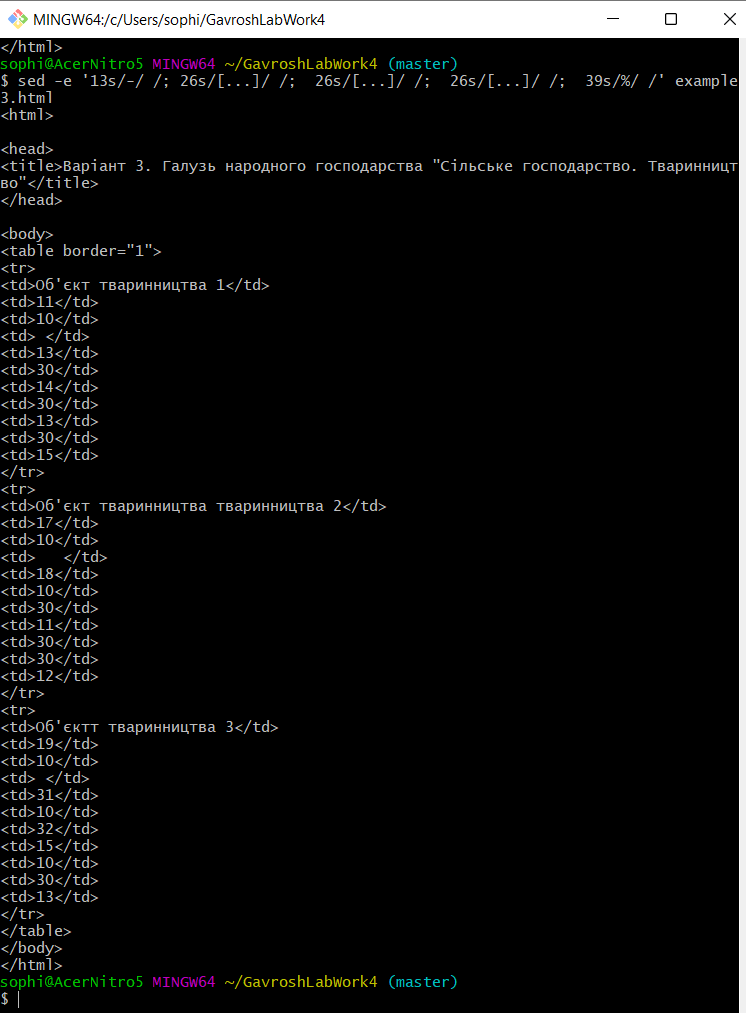 MINGW64:/c/Users/sophi/GavroshLabWork4
</html>
sophi@AcerNitro5 MINGW64 ~/GavroshLabWork4 (master)
$ sed -e '13s/-/ /; 26s/[...]/ /;  26s/[...]/ /;  26s/[...]/ /;  39s/%/ /' example
3.html
<html>
<head>
<title>Варіант 3. Галузь народного господарства "Сільське господарство. Тваринницт
во"</title>
</head>
<body>
<table border="1">
<tr>
<td>Об'єкт тваринництва 1</td>
<td>11</td>
<td>10</td>
<td> </td>
<td>13</td>
<td>30</td>
<td>14</td>
<td>30</td>
<td>13</td>
<td>30</td>
<td>15</td>
</tr>
<tr>
<td>Об'єкт тваринництва тваринництва 2</td>
<td>17</td>
<td>10</td>
<td>   </td>
<td>18</td>
<td>10</td>
<td>30</td>
<td>11</td>
<td>30</td>
<td>30</td>
<td>12</td>
</tr>
<tr>
<td>Об'єктт тваринництва 3</td>
<td>19</td>
<td>10</td>
<td> </td>
<td>31</td>
<td>10</td>
<td>32</td>
<td>15</td>
<td>10</td>
<td>30</td>
<td>13</td>
</tr>
</table>
</body>
</html>
sophi@AcerNitro5 MINGW64 ~/GavroshLabWork4 (master)
$